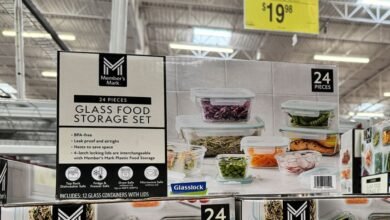 $19⁹⁸
M
Member's
Mark
24 PIECES
GLASS FOOD
STORAGE SET
• BPA-free
• Leak proof and airtight
• Nests to save space
• 4-latch locking lids are interchangeable
with Member's Mark Plastic Food Storage
INCLUDES: 12 GLASS CONTAINERS WITH LIDS
Glasslock
M
24
PIECES
M
24
M